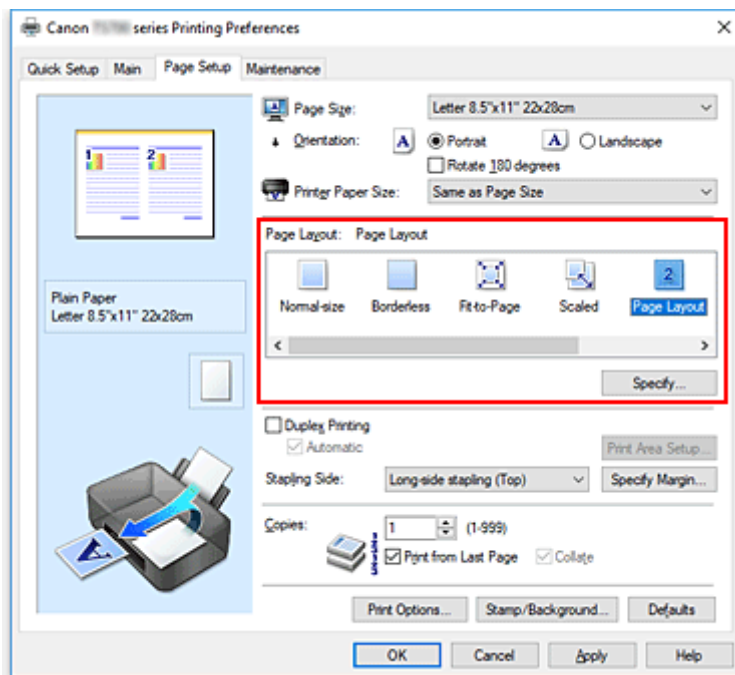 Canon series Printing Preferences
Quick Setup Main Page Setup Maintenance
1 2
Page Size: Letter 8.5"x11" 22x28cm
Orientation: A Portrait A Landscape
Rotate 180 degrees
Printer Paper Size: Same as Page Size
Page Layout: Page Layout
2
Normal-size Borderless Fit-to-Page Scaled Page Layout
Specify...
Plain Paper
Letter 8.5"x11" 22x28cm
Duplex Printing
Automatic
Print Area Setup...
Stapling Side: Long-side stapling (Top) Specify Margin...
Copies: 1 (1-999)
Print from Last Page Collate
A
Print Options... Stamp/Background... Defaults
OK Cancel Apply Help